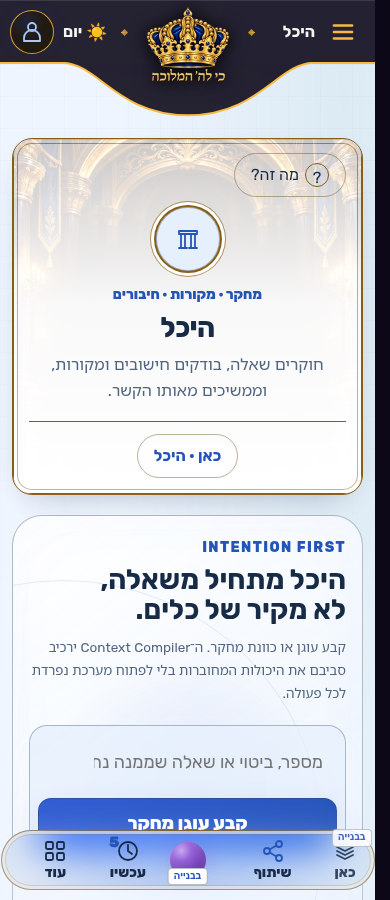 היכל
יום
כי לה' המלוכה
? מה זה?
מחקר • מקורות • חיבורים
היכל
חוקרים שאלה, בודקים חישובים ומקורות,
וממשיכים מאותו הקשר.
כאן • היכל
INTENTION FIRST
היכל מתחיל משאלה,
לא מקיר של כלים.
קבע עוגן או כוונת מחקר. ה־Context Compiler ירכיב
סביבם את היכולות המחוברות בלי לפתוח מערכת נפרדת
לכל פעולה.
מספר, ביטוי או שאלה שממנה
קבע עוגן מחקר
בבנייה
כאן
שיתוף
בבנייה
5
עכשיו
עוד